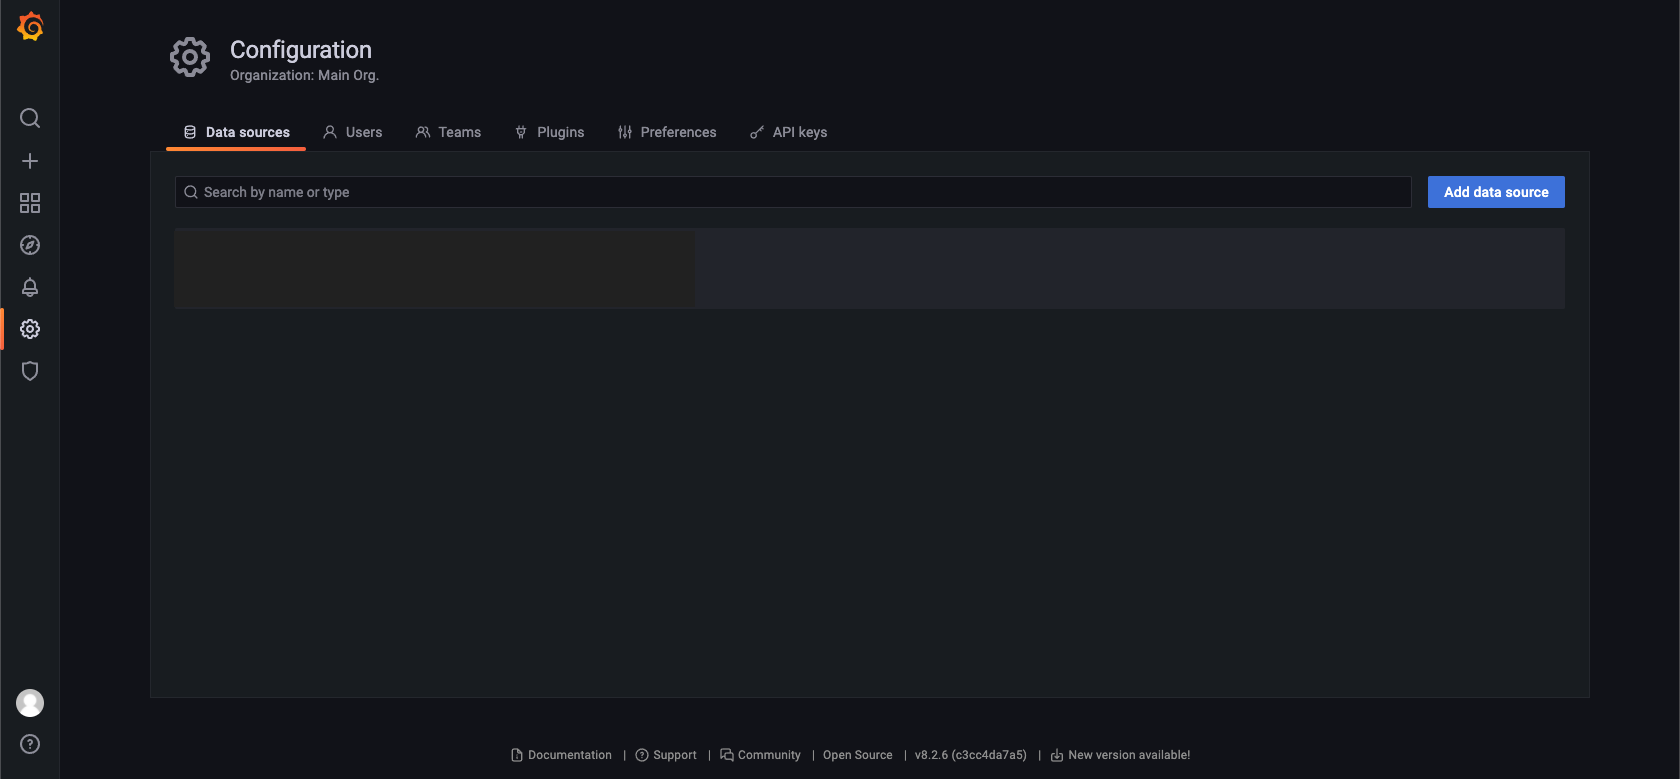 Configuration
Organization: Main Org.
Data sources Users Teams Plugins Preferences API keys
Search by name or type
Add data source
Documentation | Support | Community | Open Source | v8.2.6 (c3cc4da7a5) | New version available!